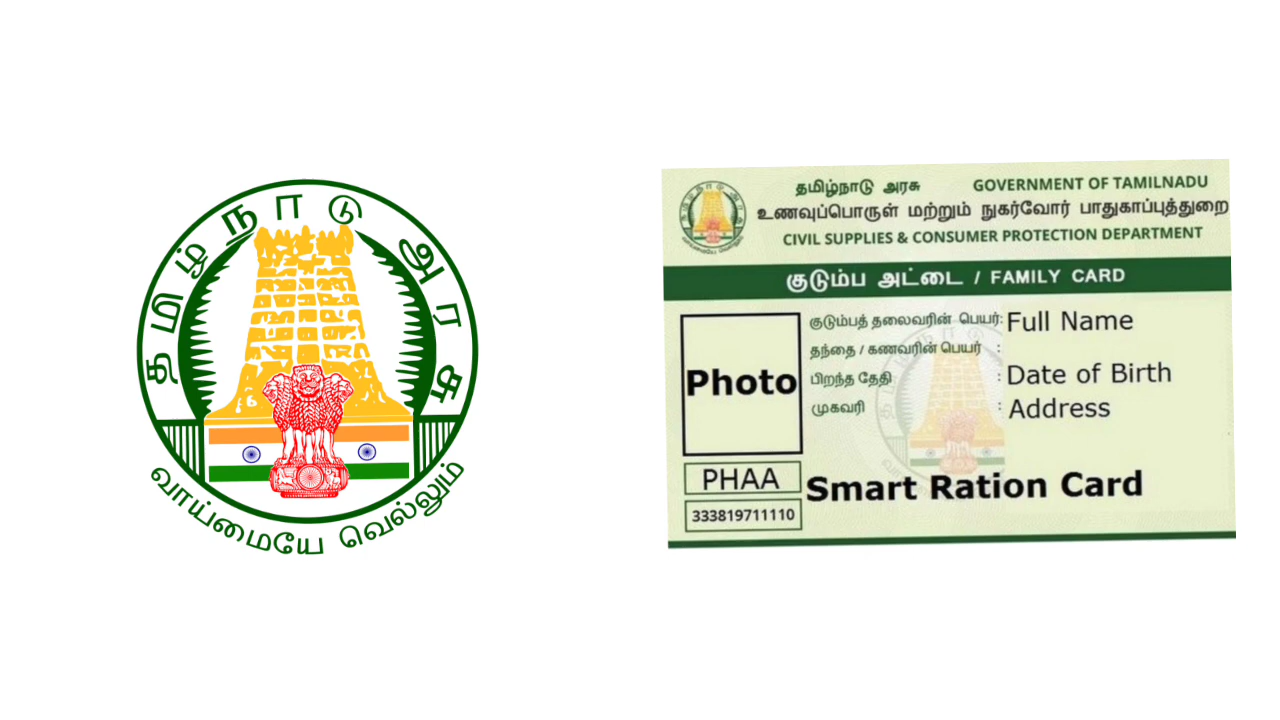 தமிழ்நாடு அரசு
வாய்மையே வெல்லும்
தமிழ்நாடு அரசு GOVERNMENT OF TAMILNADU
உணவுப்பொருள் மற்றும் நுகர்வோர் பாதுகாப்புத்துறை
CIVIL SUPPLIES & CONSUMER PROTECTION DEPARTMENT
குடும்ப அட்டை / FAMILY CARD
குடும்பத் தலைவரின் பெயர்: Full Name
தந்தை / கணவரின் பெயர் :
பிறந்த தேதி : Date of Birth
முகவரி : Address
Photo
PHAA
Smart Ration Card
333819711110